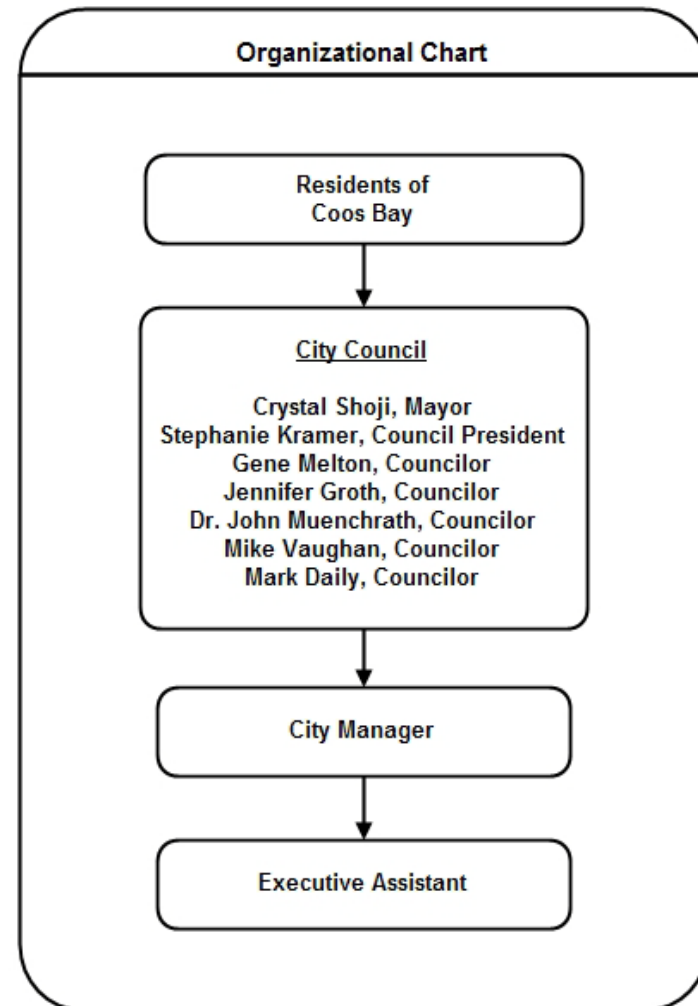 Organizational Chart
Residents of
Coos Bay
City Council
Crystal Shoji, Mayor
Stephanie Kramer, Council President
Gene Melton, Councilor
Jennifer Groth, Councilor
Dr. John Muenchrath, Councilor
Mike Vaughan, Councilor
Mark Daily, Councilor
City Manager
Executive Assistant